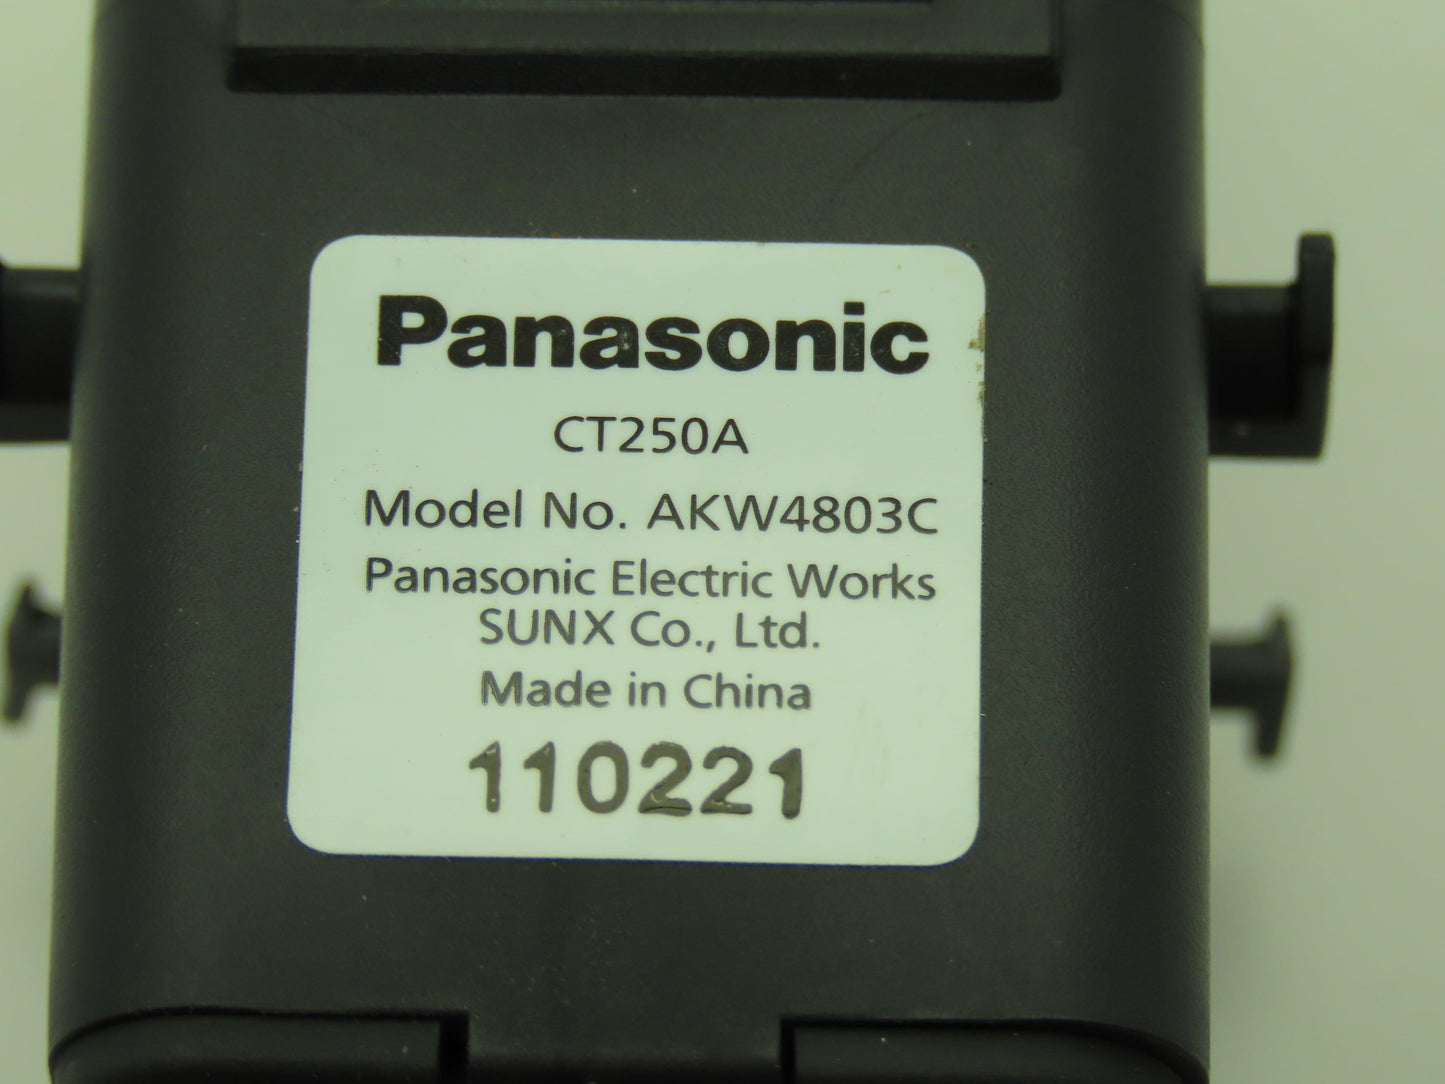 Panasonic
CT250A
Model No. AKW4803C
Panasonic Electric Works
SUNX Co., Ltd.
Made in China
110221